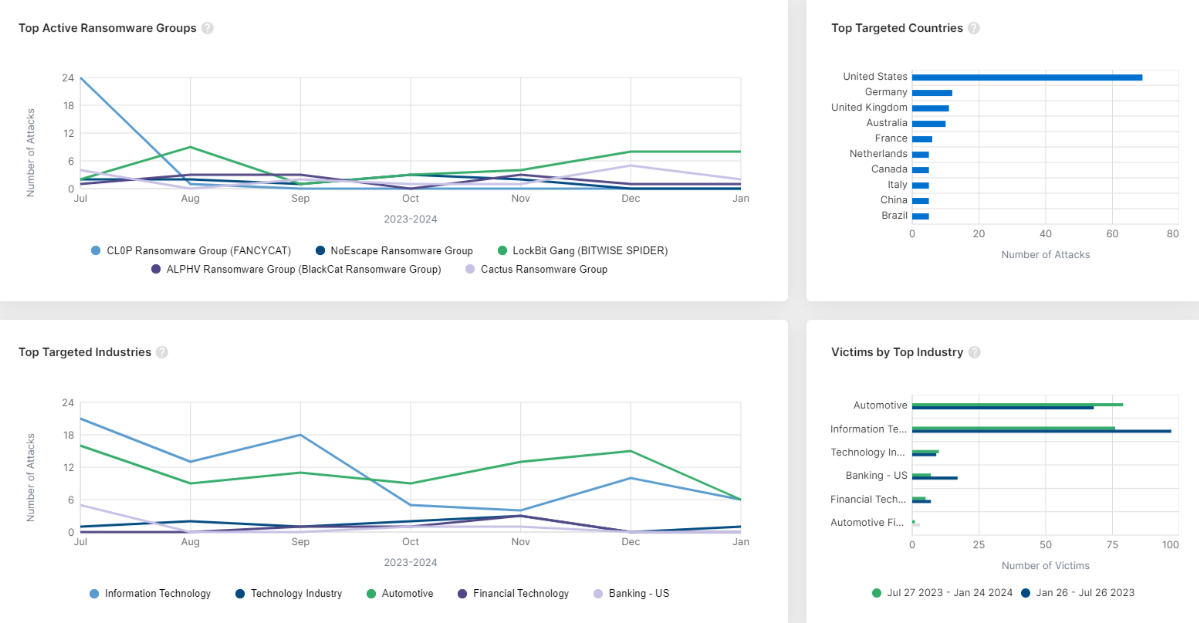 Top Active Ransomware Groups ?
24
18
12
6
0
Number of Attacks
Jul Aug Sep Oct Nov Dec Jan
2023-2024
CL0P Ransomware Group (FANCYCAT) NoEscape Ransomware Group LockBit Gang (BITWISE SPIDER)
ALPHV Ransomware Group (BlackCat Ransomware Group) Cactus Ransomware Group
Top Targeted Countries ?
United States
Germany
United Kingdom
Australia
France
Netherlands
Canada
Italy
China
Brazil
0 20 40 60 80
Number of Attacks
Top Targeted Industries ?
24
18
12
6
0
Number of Attacks
Jul Aug Sep Oct Nov Dec Jan
2023-2024
Information Technology Technology Industry Automotive Financial Technology Banking - US
Victims by Top Industry ?
Automotive
Information Te...
Technology In...
Banking - US
Financial Tech...
Automotive Fi...
0 25 50 75 100
Number of Victims
Jul 27 2023 - Jan 24 2024 Jan 26 - Jul 26 2023